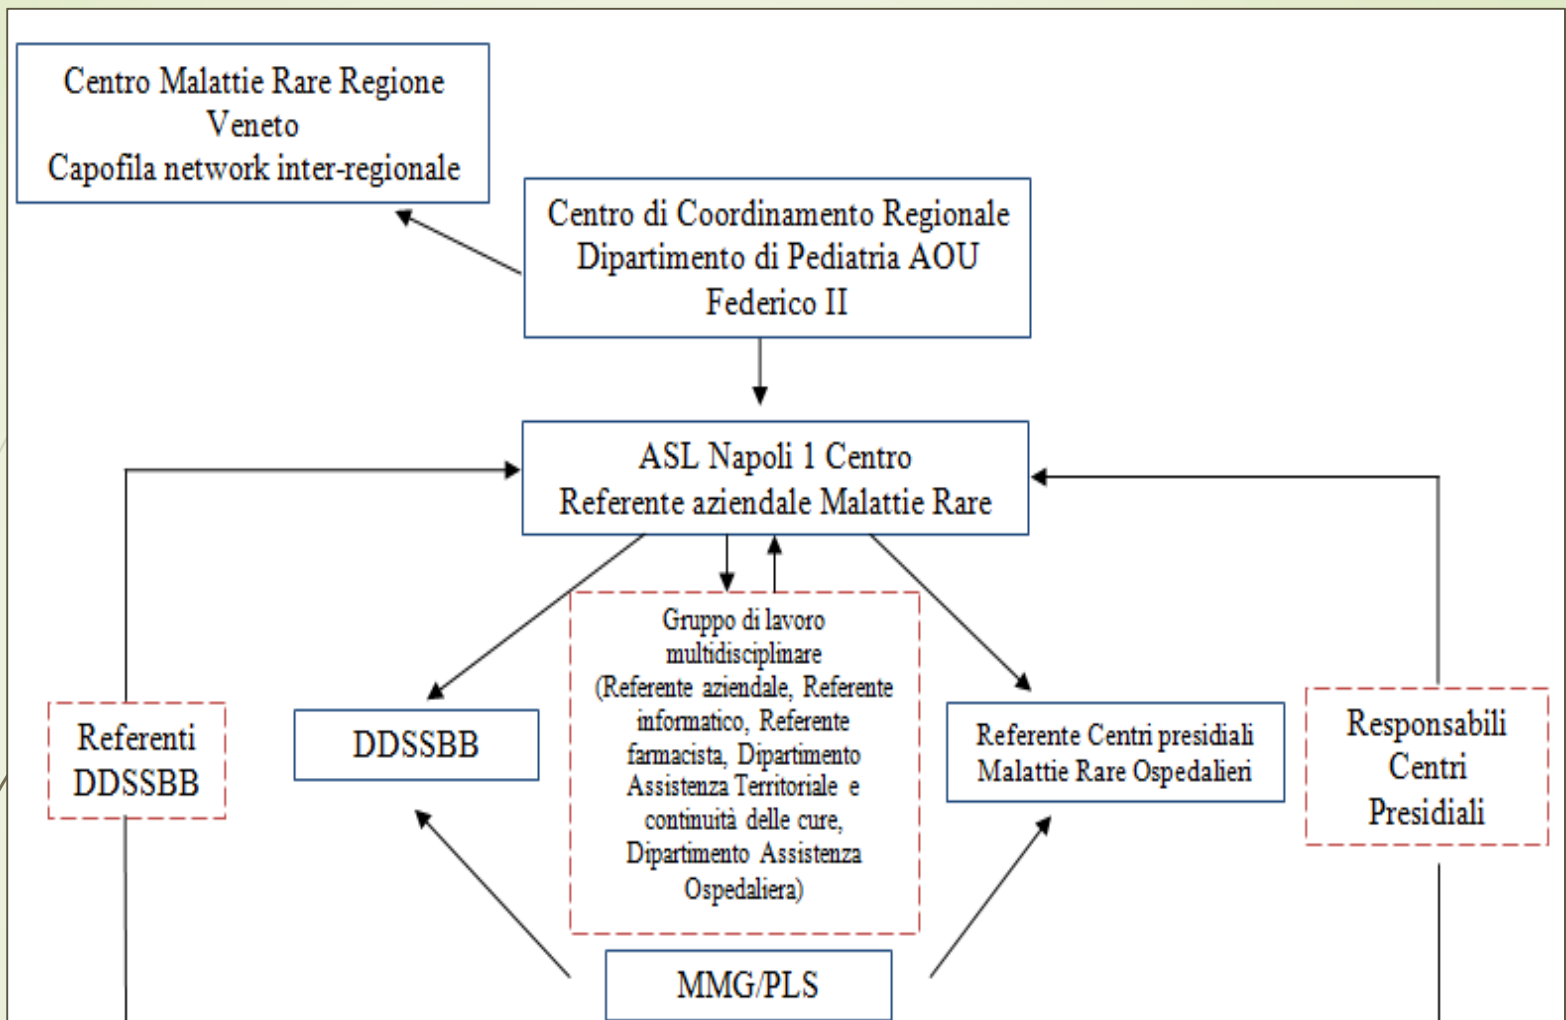 Centro Malattie Rare Regione
Veneto
Capofila network inter-regionale
Centro di Coordinamento Regionale
Dipartimento di Pediatria AOU
Federico II
ASL Napoli 1 Centro
Referente aziendale Malattie Rare
Referenti
DDSSBB
DDSSBB
Gruppo di lavoro
multidisciplinare
(Referente aziendale, Referente
informatico, Referente
farmacista, Dipartimento
Assistenza Territoriale e
continuità delle cure,
Dipartimento Assistenza
Ospedaliera)
Referente Centri presidiali
Malattie Rare Ospedalieri
Responsabili
Centri
Presidiali
MMG/PLS